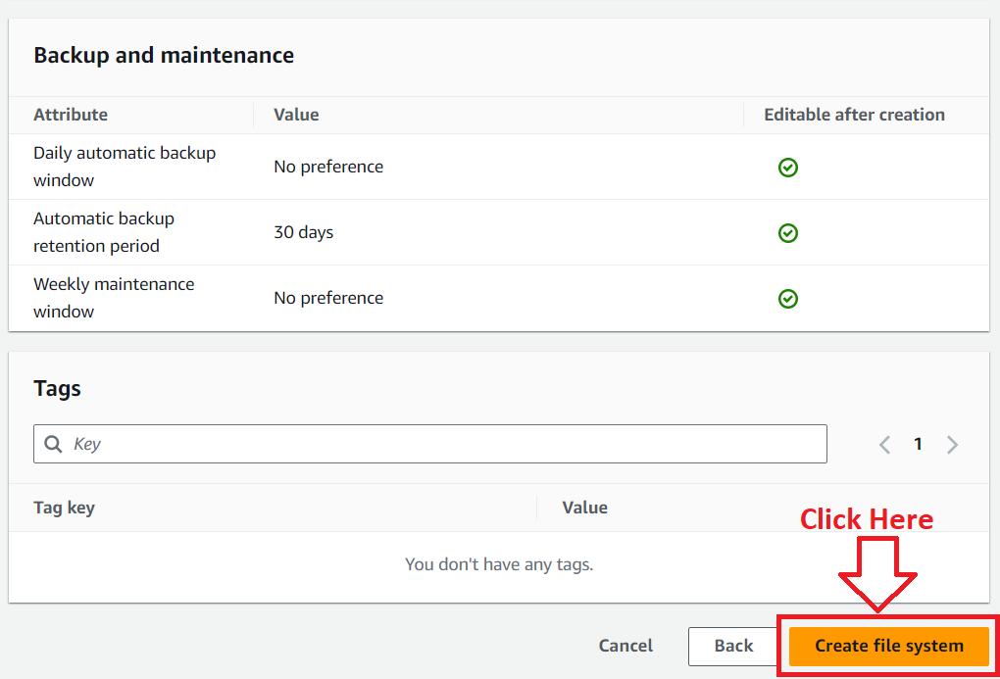 Backup and maintenance
Attribute Value Editable after creation
Daily automatic backup
window
No preference
Automatic backup
retention period
30 days
Weekly maintenance
window
No preference
Tags
Key
1
Tag key Value
Click Here
You don't have any tags.
Cancel Back Create file system